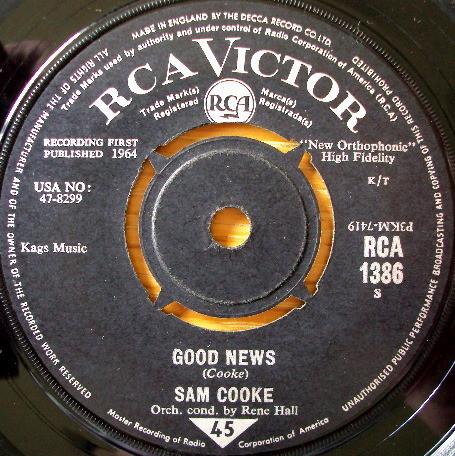 MADE IN ENGLAND BY THE DECCA RECORD CO LTD.
ALL RIGHTS OF THE MANUFACTURER AND OF THE OWNER OF THE RECORDED WORK RESERVED
UNAUTHORISED PUBLIC PERFORMANCE BROADCASTING AND COPYING OF THIS RECORD PROHIBITED
Trade Marks used by authority and under control of Radio Corporation of America (R.C.A.)
RCA VICTOR
Trade Mark(s)
Registered
RCA
Marca(s)
Registrada(s)
RECORDING FIRST
PUBLISHED 1964
"New Orthophonic"
High Fidelity
K/T
USA NO:
47-8299
Kags Music
P3KM-7419
RCA
1386
S
GOOD NEWS
(Cooke)
SAM COOKE
Orch. cond. by Rene Hall
45
Master Recording of Radio Corporation of America